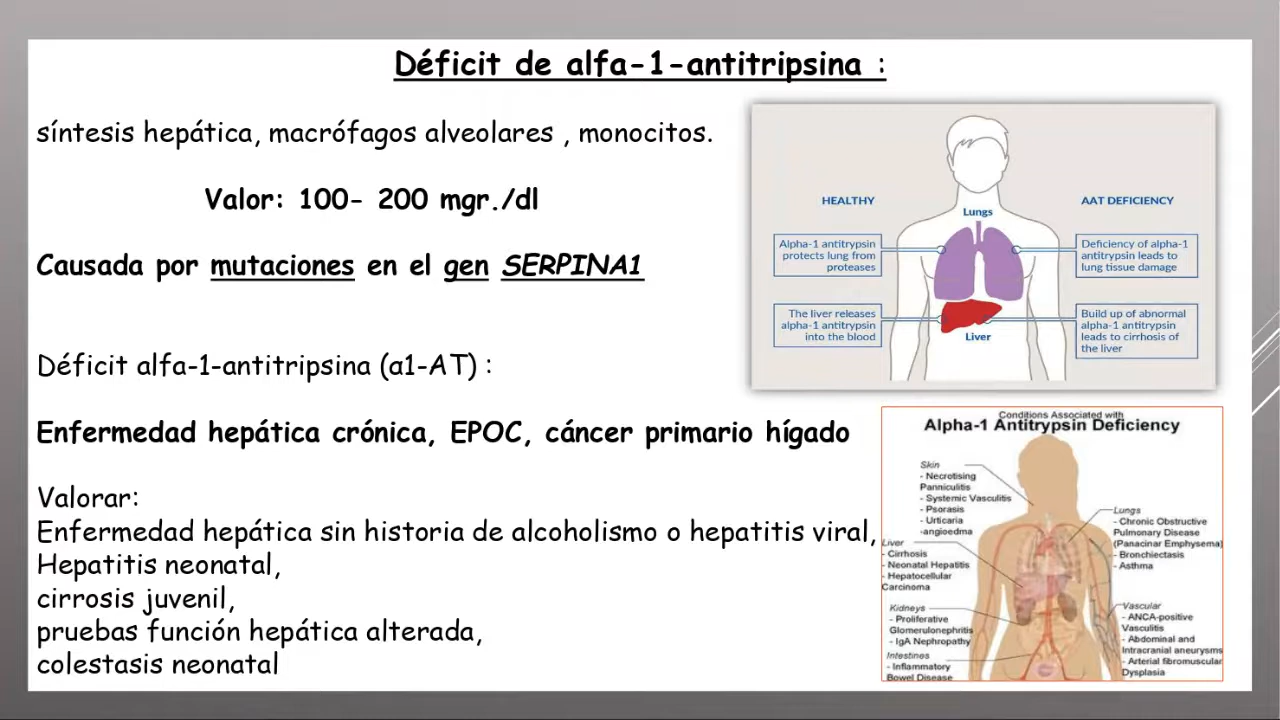 Déficit de alfa-1-antitripsina :
síntesis hepática, macrófagos alveolares , monocitos.
Valor: 100- 200 mgr./dl
Causada por mutaciones en el gen SERPINA1
Déficit alfa-1-antitripsina (α1-AT) :
Enfermedad hepática crónica, EPOC, cáncer primario hígado
Valorar:
Enfermedad hepática sin historia de alcoholismo o hepatitis viral,
Hepatitis neonatal,
cirrosis juvenil,
pruebas función hepática alterada,
colestasis neonatal
HEALTHY
AAT DEFICIENCY
Lungs
Alpha-1 antitrypsin
protects lung from
proteases
Deficiency of alpha-1
antitrypsin leads to
lung tissue damage
The liver releases
alpha-1 antitrypsin
into the blood
Liver
Build up of abnormal
alpha-1 antitrypsin
leads to cirrhosis of
the liver
Conditions Associated with
Alpha-1 Antitrypsin Deficiency
Skin
- Necrotising
Panniculitis
- Systemic Vasculitis
- Psorasis
- Urticaria
-angioedma
Liver
- Cirrhosis
- Neonatal Hepatitis
- Hepatocellular
Carcinoma
Kidneys
- Proliferative
Glomerulonephritis
- IgA Nephropathy
Intestines
- Inflammatory
Bowel Disease
Lungs
- Chronic Obstructive
Pulmonary Disease
(Panacinar Emphysema)
- Bronchiectasis
- Asthma
Vascular
- ANCA-positive
Vasculitis
- Abdominal and
Intracranial aneurysms
- Arterial fibromuscular
Dysplasia